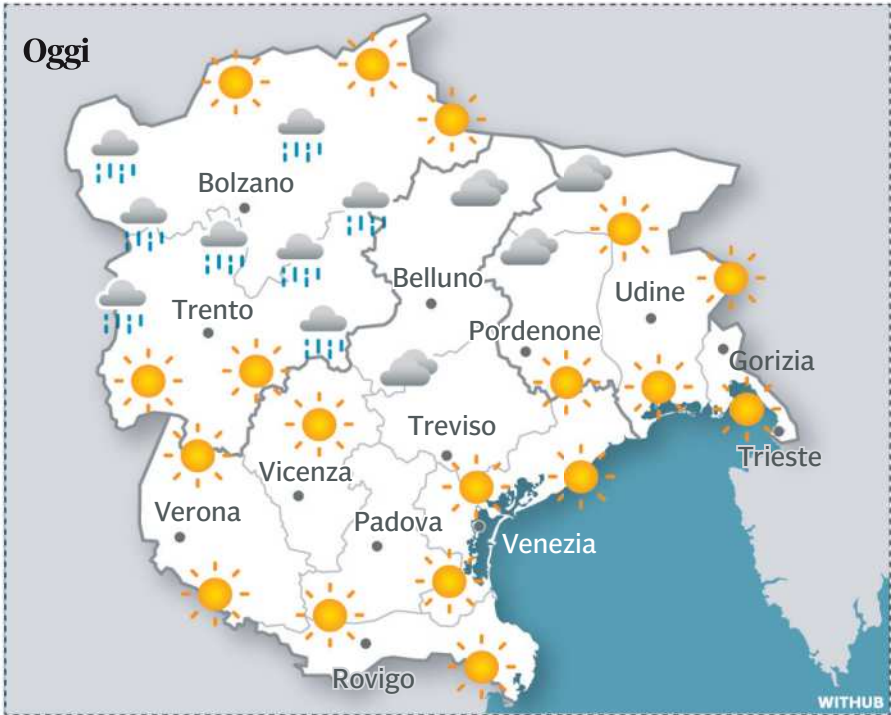 Oggi
Bolzano
Belluno
Udine
Trento
Pordenone
Gorizia
Treviso
Trieste
Vicenza
Verona
Padova
Venezia
Rovigo
WITHUB